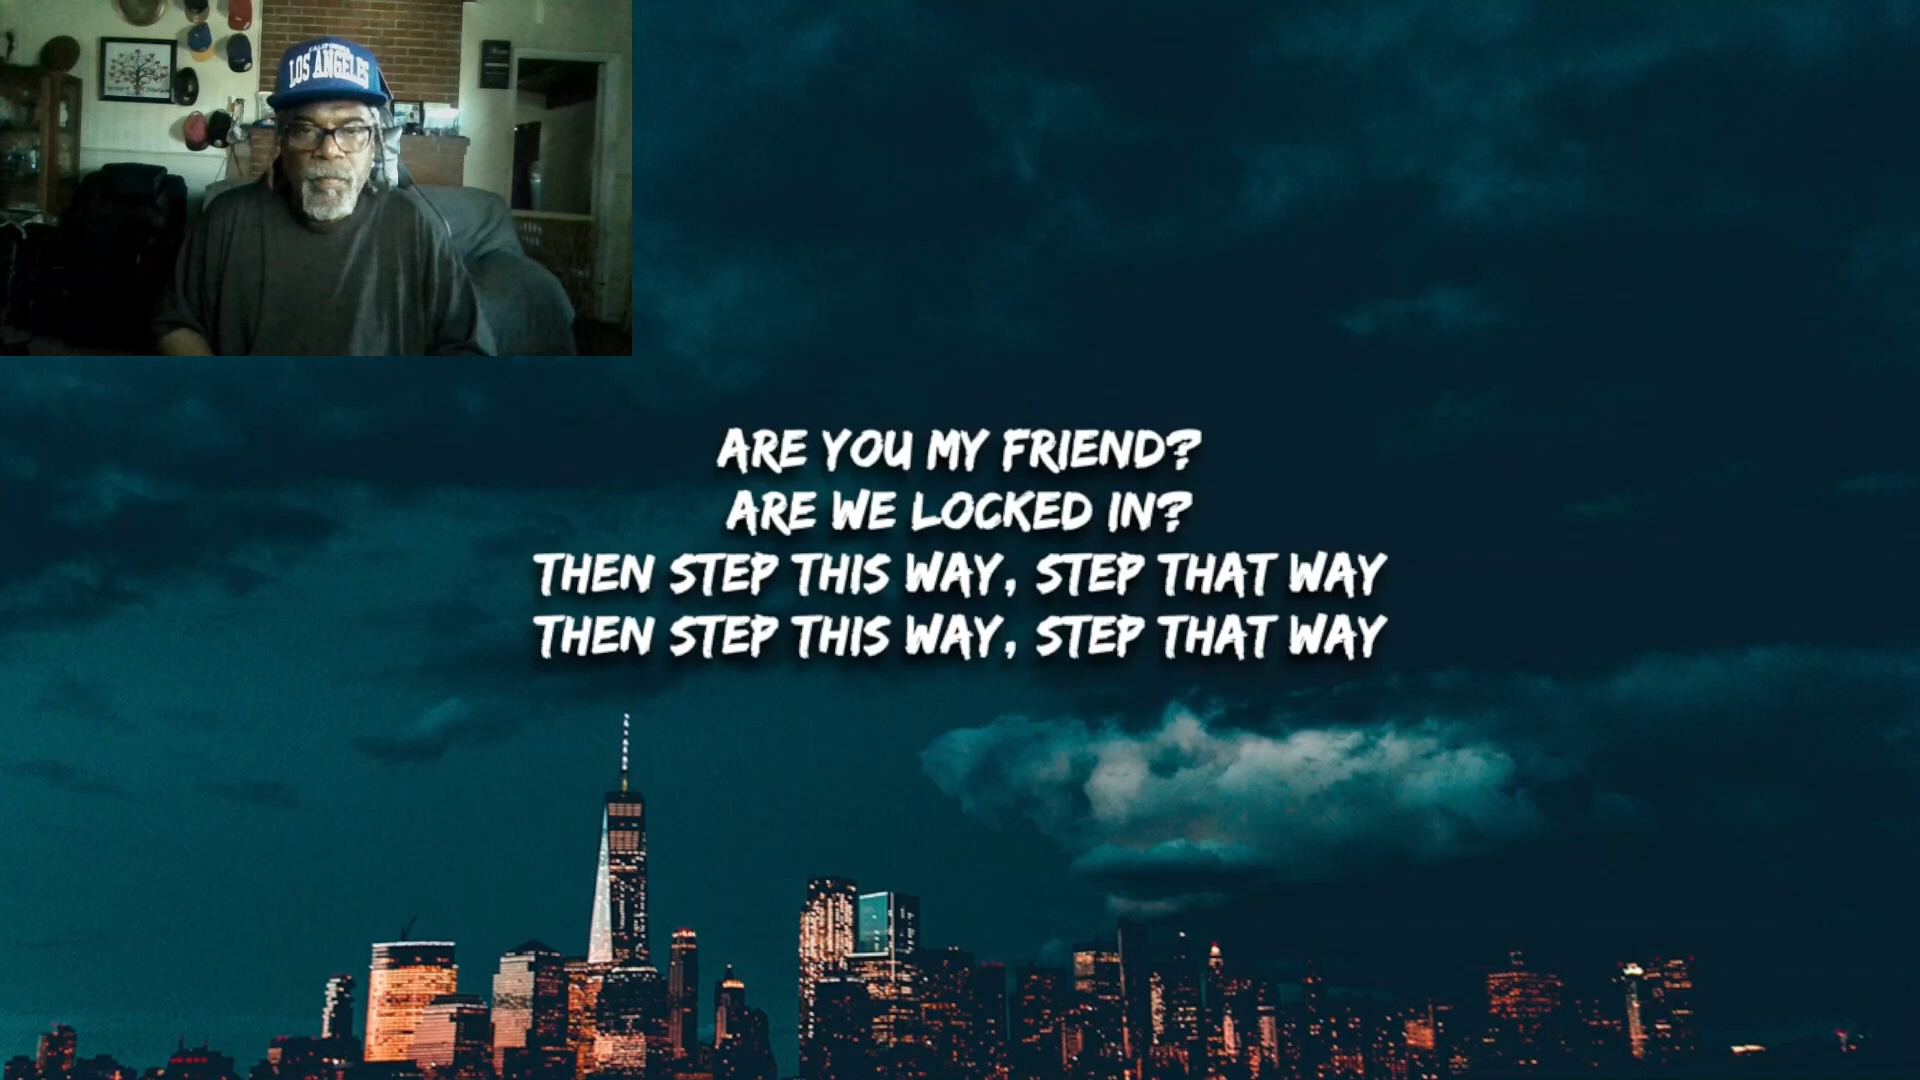 CALIFORNIA
LOS ANGELES
ARE YOU MY FRIEND?
ARE WE LOCKED IN?
THEN STEP THIS WAY, STEP THAT WAY
THEN STEP THIS WAY, STEP THAT WAY